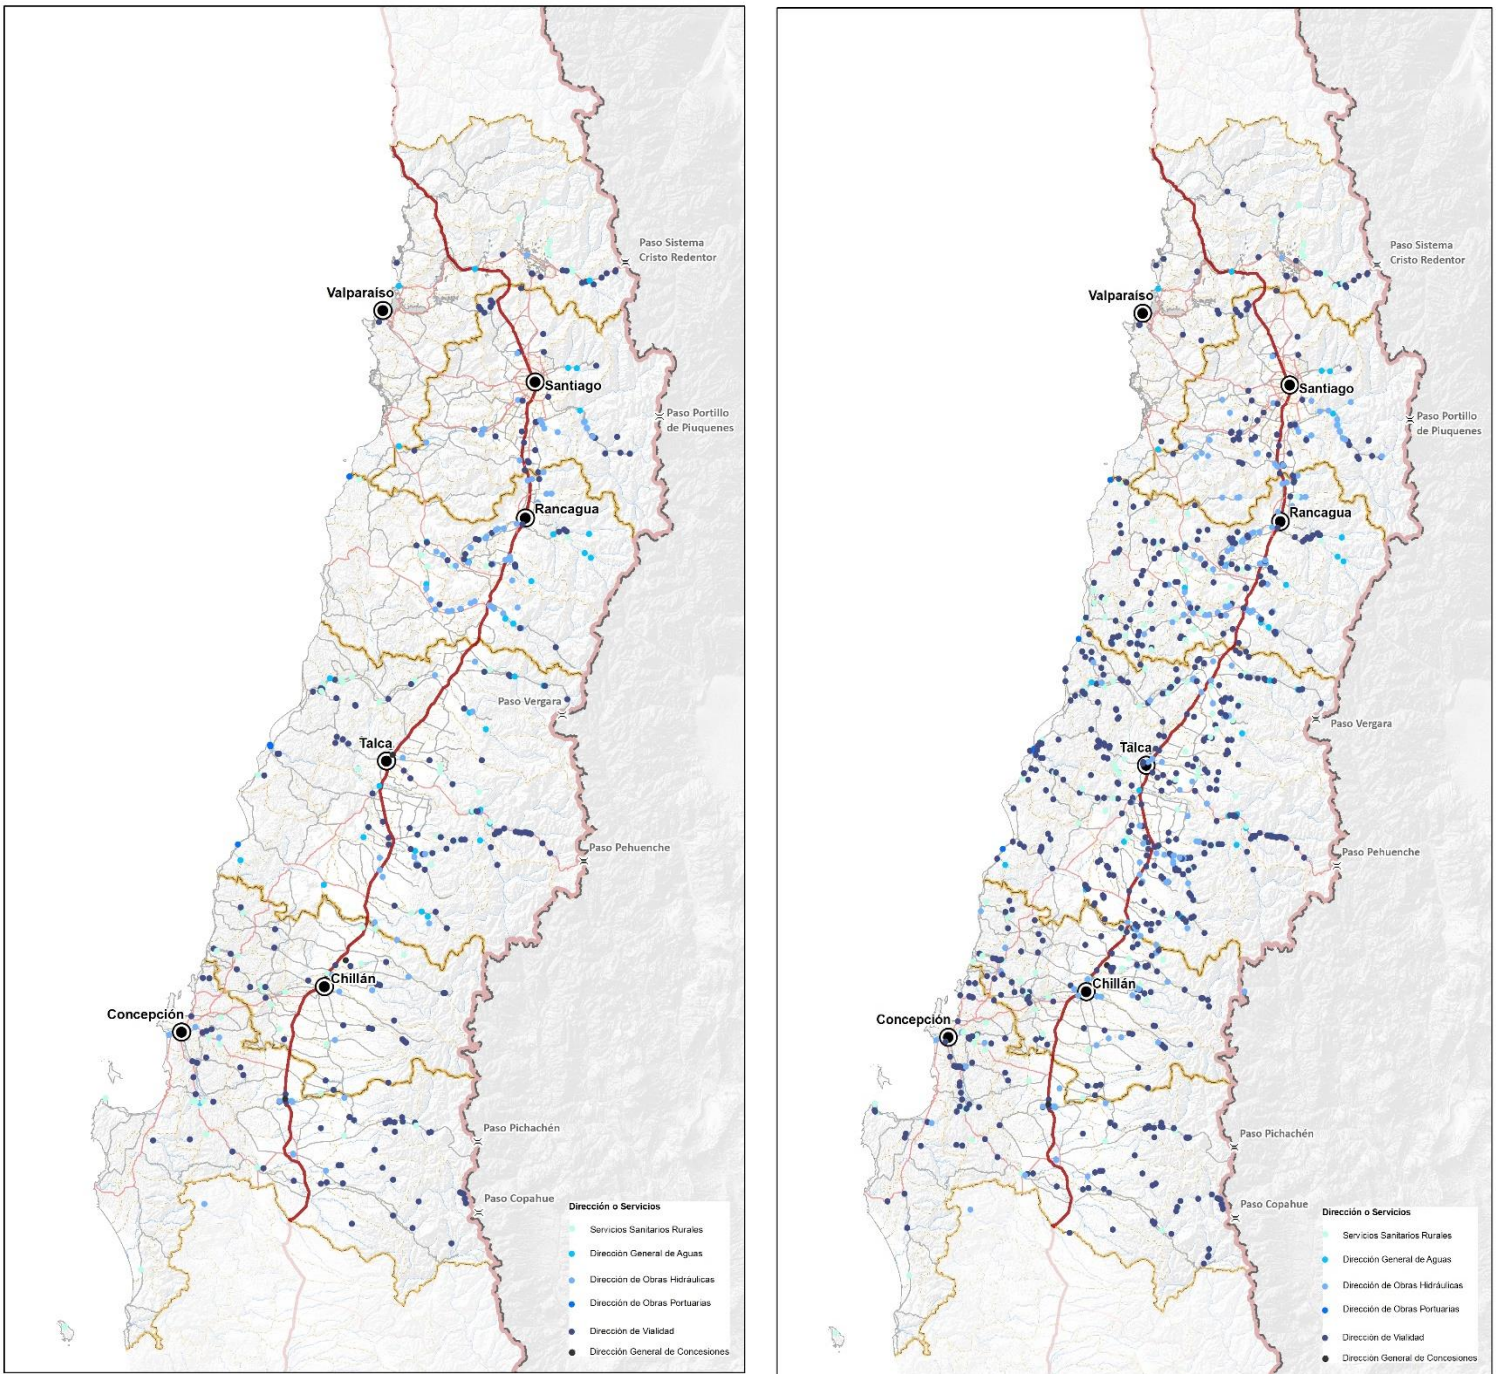 Paso Sistema
Cristo Redentor
Valparaíso
Santiago
Paso Portillo
de Piuquenes
Rancagua
Paso Vergara
Talca
Paso Pehuenche
Chillán
Concepción
Paso Pichachén
Paso Copahue
Dirección o Servicios
Servicios Sanitarios Rurales
Dirección General de Aguas
Dirección de Obras Hidráulicas
Dirección de Obras Portuarias
Dirección de Vialidad
Dirección General de Concesiones
Paso Sistema
Cristo Redentor
Valparaíso
Santiago
Paso Portillo
de Piuquenes
Rancagua
Paso Vergara
Talca
Paso Pehuenche
Chillán
Concepción
Paso Pichachén
Paso Copahue
Dirección o Servicios
Servicios Sanitarios Rurales
Dirección General de Aguas
Dirección de Obras Hidráulicas
Dirección de Obras Portuarias
Dirección de Vialidad
Dirección General de Concesiones